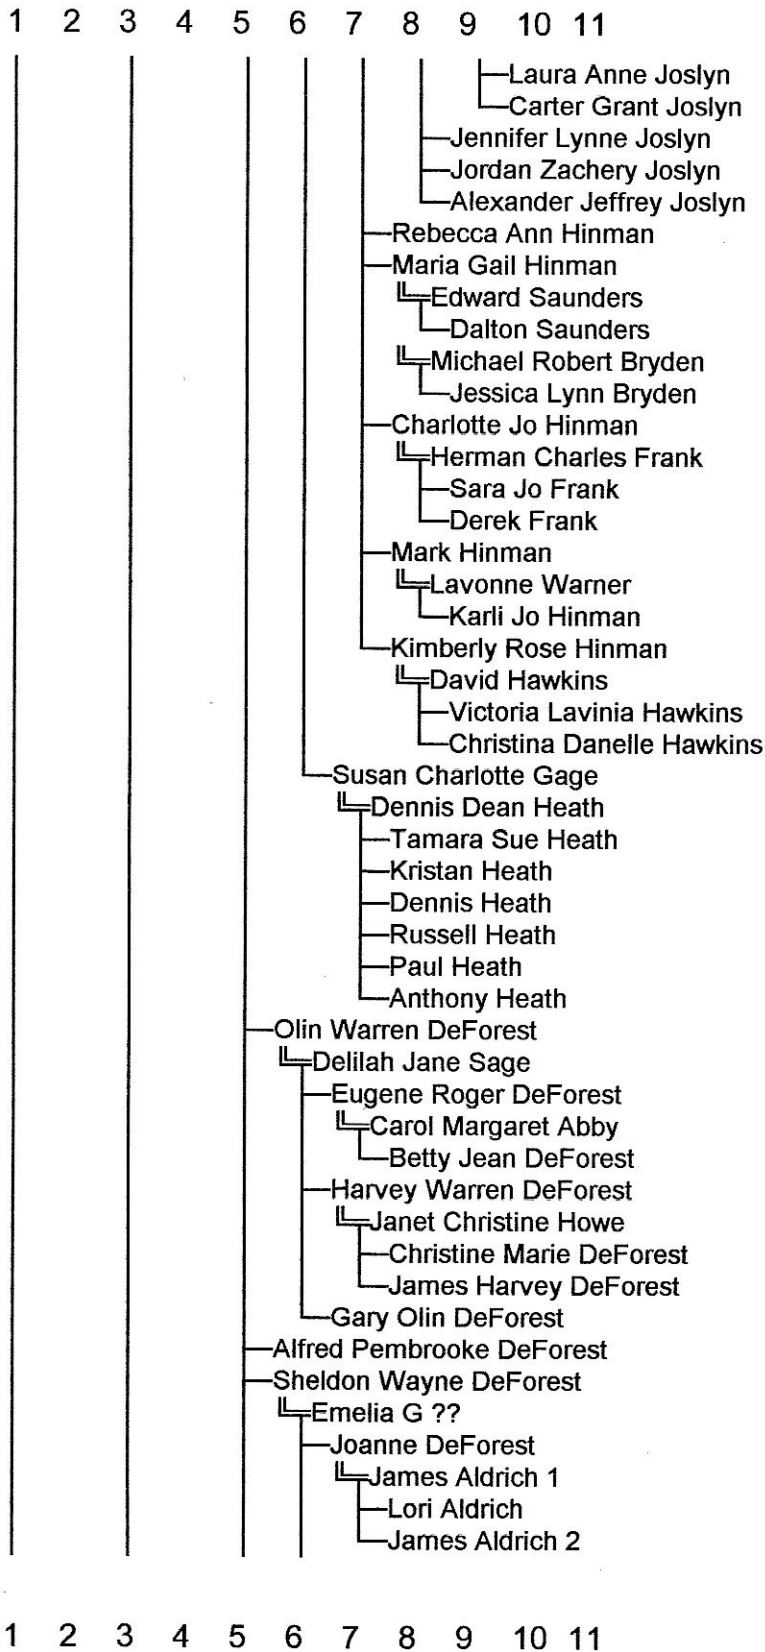 1 2 3 4 5 6 7 8 9 10 11
Laura Anne Joslyn
Carter Grant Joslyn
Jennifer Lynne Joslyn
Jordan Zachery Joslyn
Alexander Jeffrey Joslyn
Rebecca Ann Hinman
Maria Gail Hinman
Edward Saunders
Dalton Saunders
Michael Robert Bryden
Jessica Lynn Bryden
Charlotte Jo Hinman
Herman Charles Frank
Sara Jo Frank
Derek Frank
Mark Hinman
Lavonne Warner
Karli Jo Hinman
Kimberly Rose Hinman
David Hawkins
Victoria Lavinia Hawkins
Christina Danelle Hawkins
Susan Charlotte Gage
Dennis Dean Heath
Tamara Sue Heath
Kristan Heath
Dennis Heath
Russell Heath
Paul Heath
Anthony Heath
Olin Warren DeForest
Delilah Jane Sage
Eugene Roger DeForest
Carol Margaret Abby
Betty Jean DeForest
Harvey Warren DeForest
Janet Christine Howe
Christine Marie DeForest
James Harvey DeForest
Gary Olin DeForest
Alfred Pembrooke DeForest
Sheldon Wayne DeForest
Emelia G ??
Joanne DeForest
James Aldrich 1
Lori Aldrich
James Aldrich 2
1 2 3 4 5 6 7 8 9 10 11